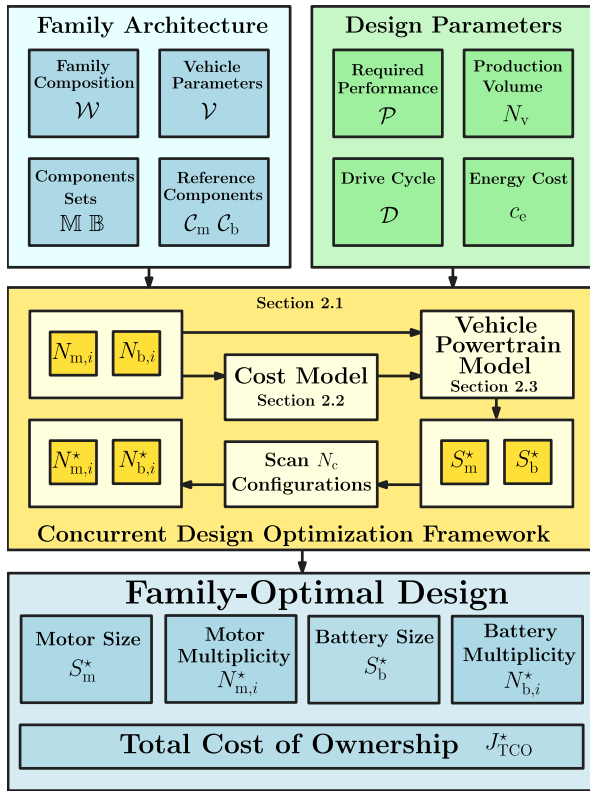 Family Architecture
Family
Composition
𝒲
Vehicle
Parameters
𝒱
Components
Sets
𝕄 𝔹
Reference
Components
𝒞m 𝒞b
Design Parameters
Required
Performance
𝒫
Production
Volume
Nv
Drive Cycle
𝒟
Energy Cost
ce
Section 2.1
Nm,i Nb,i
Cost Model
Section 2.2
Vehicle
Powertrain
Model
Section 2.3
N⋆m,i N⋆b,i
Scan Nc
Configurations
S⋆m S⋆b
Concurrent Design Optimization Framework
Family-Optimal Design
Motor Size
S⋆m
Motor
Multiplicity
N⋆m,i
Battery Size
S⋆b
Battery
Multiplicity
N⋆b,i
Total Cost of Ownership J⋆TCO